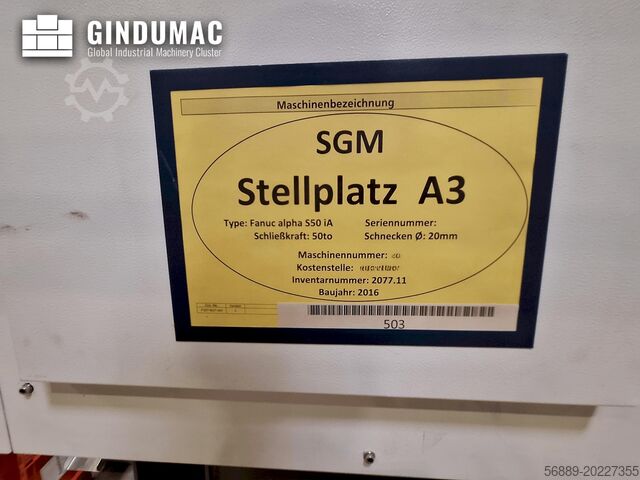 GINDUMAC
Global Industrial Machinery Cluster
Maschinenbezeichnung
SGM
Stellplatz A3
Type: Fanuc alpha S50 iA Seriennummer:
Schließkraft: 50to Schnecken Ø: 20mm
Maschinennummer:
Kostenstelle:
Inventarnummer: 2077.11
Baujahr: 2016
503
56889-20227355